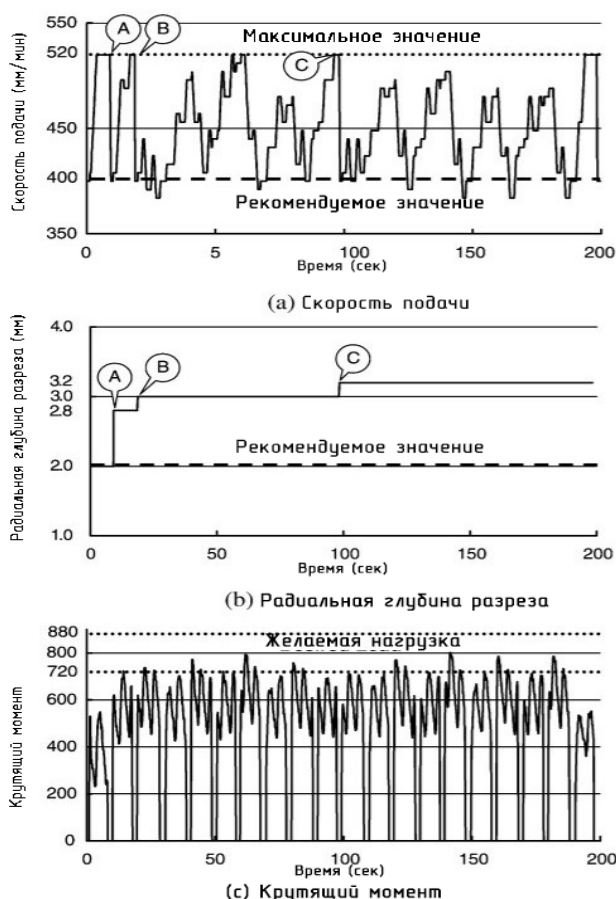 Скорость подачи (мм/мин)
550
520
450
400
350
A
B
C
Максимальное значение
Рекомендуемое значение
0
5
100
150
200
Время (сек)
(a) Скорость подачи
Радиальная глубина разреза (мм)
4.0
3.2
3.0
2.8
2.0
1.0
A
B
C
Рекомендуемое значение
0
50
100
150
200
Время (сек)
(b) Радиальная глубина разреза
Крутящий момент
880
800
720
600
400
200
0
Желаемая нагрузка
0
50
100
150
200
Время (сек)
(c) Крутящий момент